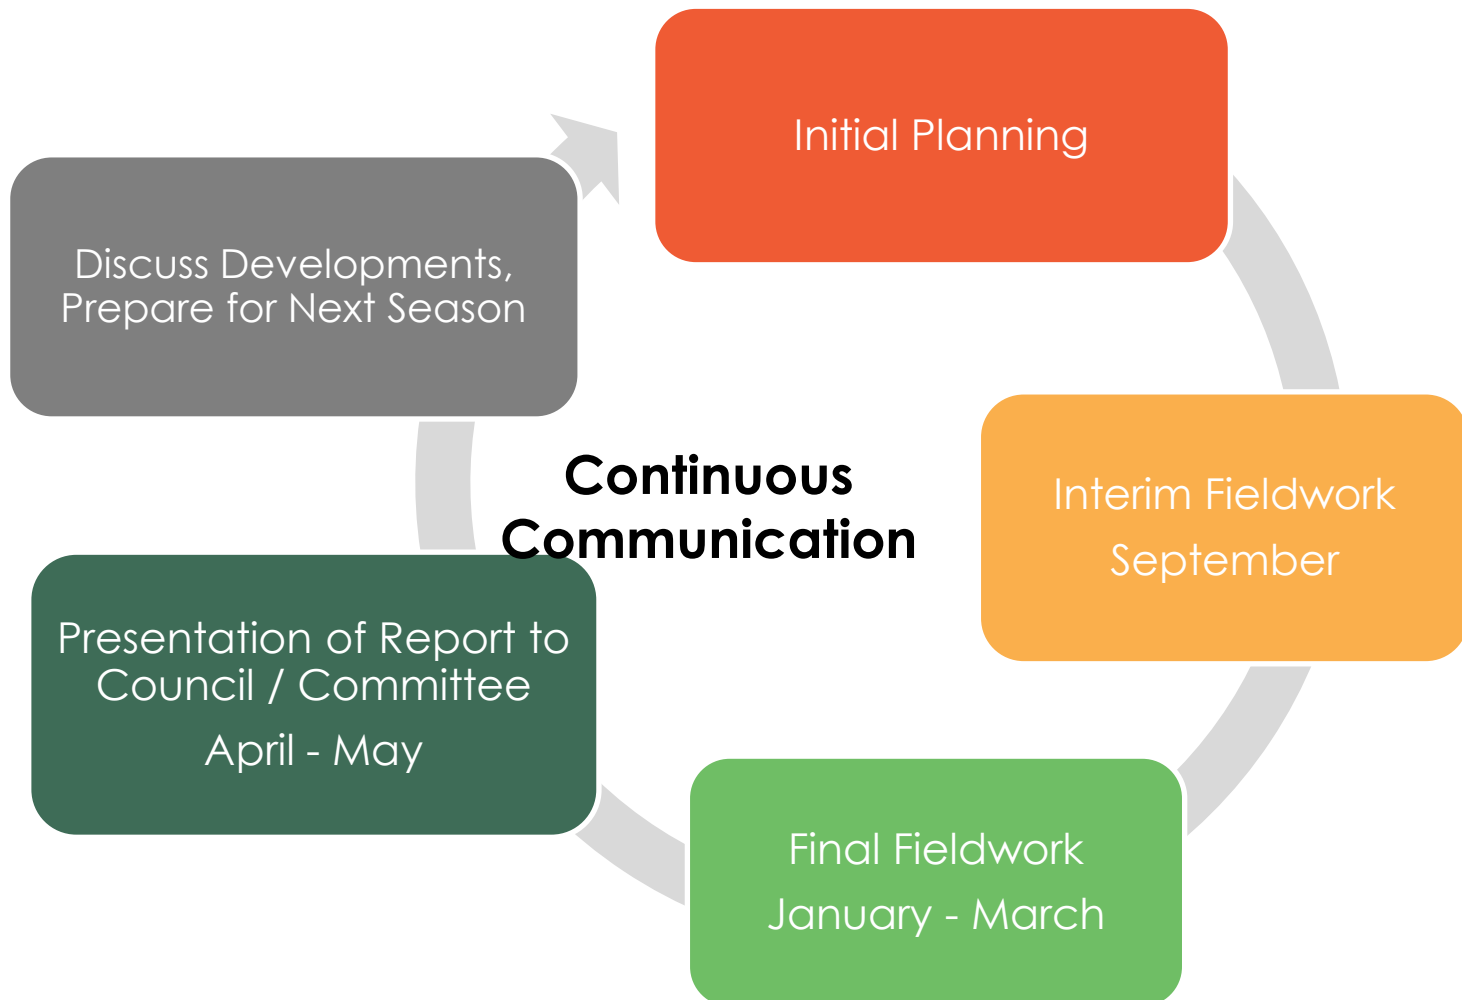 Initial Planning
Discuss Developments,
Prepare for Next Season
Continuous
Communication
Interim Fieldwork
September
Presentation of Report to
Council / Committee
April - May
Final Fieldwork
January - March